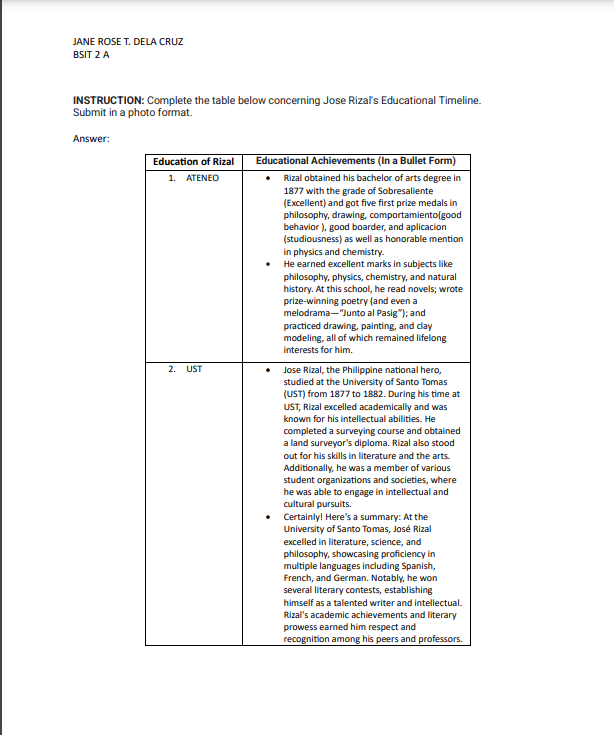 JANE ROSE T. DELA CRUZ
BSIT 2 A
INSTRUCTION: Complete the table below concerning Jose Rizal's Educational Timeline.
Submit in a photo format.
Answer:
Education of Rizal
Educational Achievements (In a Bullet Form)
1. ATENEO
• Rizal obtained his bachelor of arts degree in
1877 with the grade of Sobresaliente
(Excellent) and got five first prize medals in
philosophy, drawing, comportamiento(good
behavior ), good boarder, and aplicacion
(studiousness) as well as honorable mention
in physics and chemistry.
• He earned excellent marks in subjects like
philosophy, physics, chemistry, and natural
history. At this school, he read novels; wrote
prize-winning poetry (and even a
melodrama—“Junto al Pasig”); and
practiced drawing, painting, and clay
modeling, all of which remained lifelong
interests for him.
2. UST
• Jose Rizal, the Philippine national hero,
studied at the University of Santo Tomas
(UST) from 1877 to 1882. During his time at
UST, Rizal excelled academically and was
known for his intellectual abilities. He
completed a surveying course and obtained
a land surveyor's diploma. Rizal also stood
out for his skills in literature and the arts.
Additionally, he was a member of various
student organizations and societies, where
he was able to engage in intellectual and
cultural pursuits.
• Certainly! Here's a summary: At the
University of Santo Tomas, José Rizal
excelled in literature, science, and
philosophy, showcasing proficiency in
multiple languages including Spanish,
French, and German. Notably, he won
several literary contests, establishing
himself as a talented writer and intellectual.
Rizal's academic achievements and literary
prowess earned him respect and
recognition among his peers and professors.